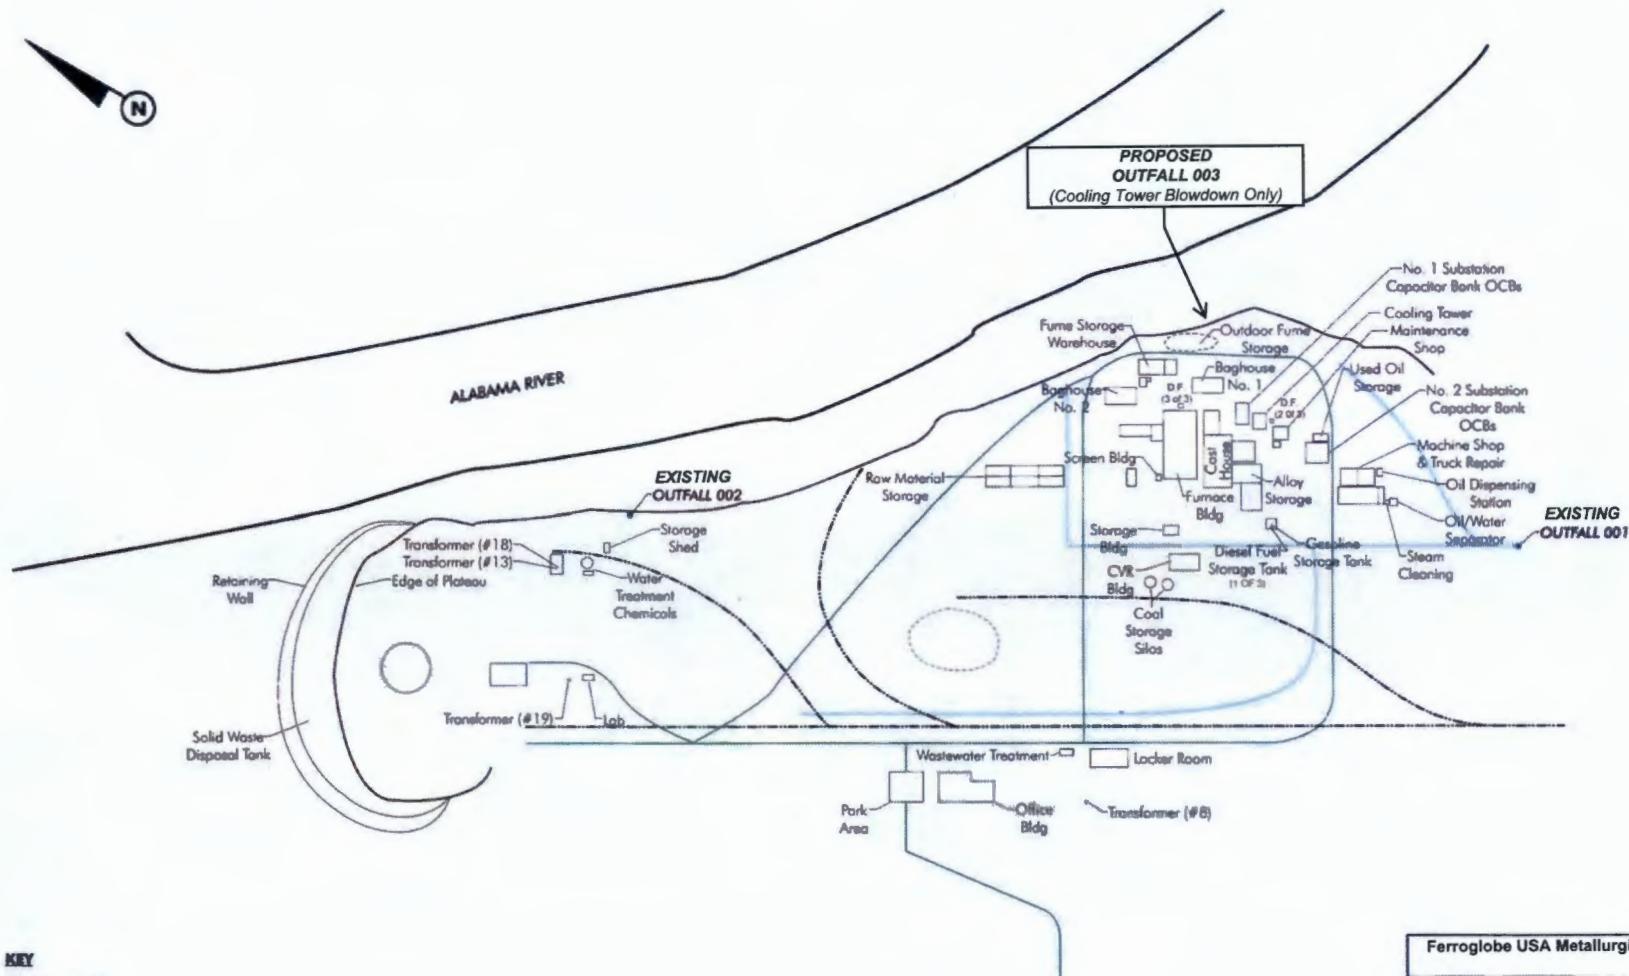 N
PROPOSED
OUTFALL 003
(Cooling Tower Blowdown Only)
ALABAMA RIVER
No. 1 Substation
Capacitor Bank OCBs
Cooling Tower
Maintenance
Shop
Fume Storage
Warehouse
Outdoor Fume
Storage
Baghouse
No. 1
Used Oil
Storage
Baghouse
No. 2
D.F.
(3 of 3)
D.F.
(2 of 3)
No. 2 Substation
Capacitor Bank
OCBs
Machine Shop
& Truck Repair
Screen Bldg
Cast
House
Furnace
Bldg
Alloy
Storage
Raw Material
Storage
Oil Dispensing
Station
Oil/Water
Separator
EXISTING
OUTFALL 001
EXISTING
OUTFALL 002
Storage
Shed
Transformer (#18)
Transformer (#13)
Water
Treatment
Chemicals
Retaining
Wall
Edge of Plateau
Storage
Bldg
Diesel Fuel
Storage Tank
(1 OF 3)
Gasoline
Storage Tank
Steam
Cleaning
CVR
Bldg
Coal
Storage
Silos
Transformer (#19)
Lab
Solid Waste
Disposal Tank
Wastewater Treatment
Locker Room
Park
Area
Office
Bldg
Transformer (#8)
KEY
Ferroglobe USA Metallurgi